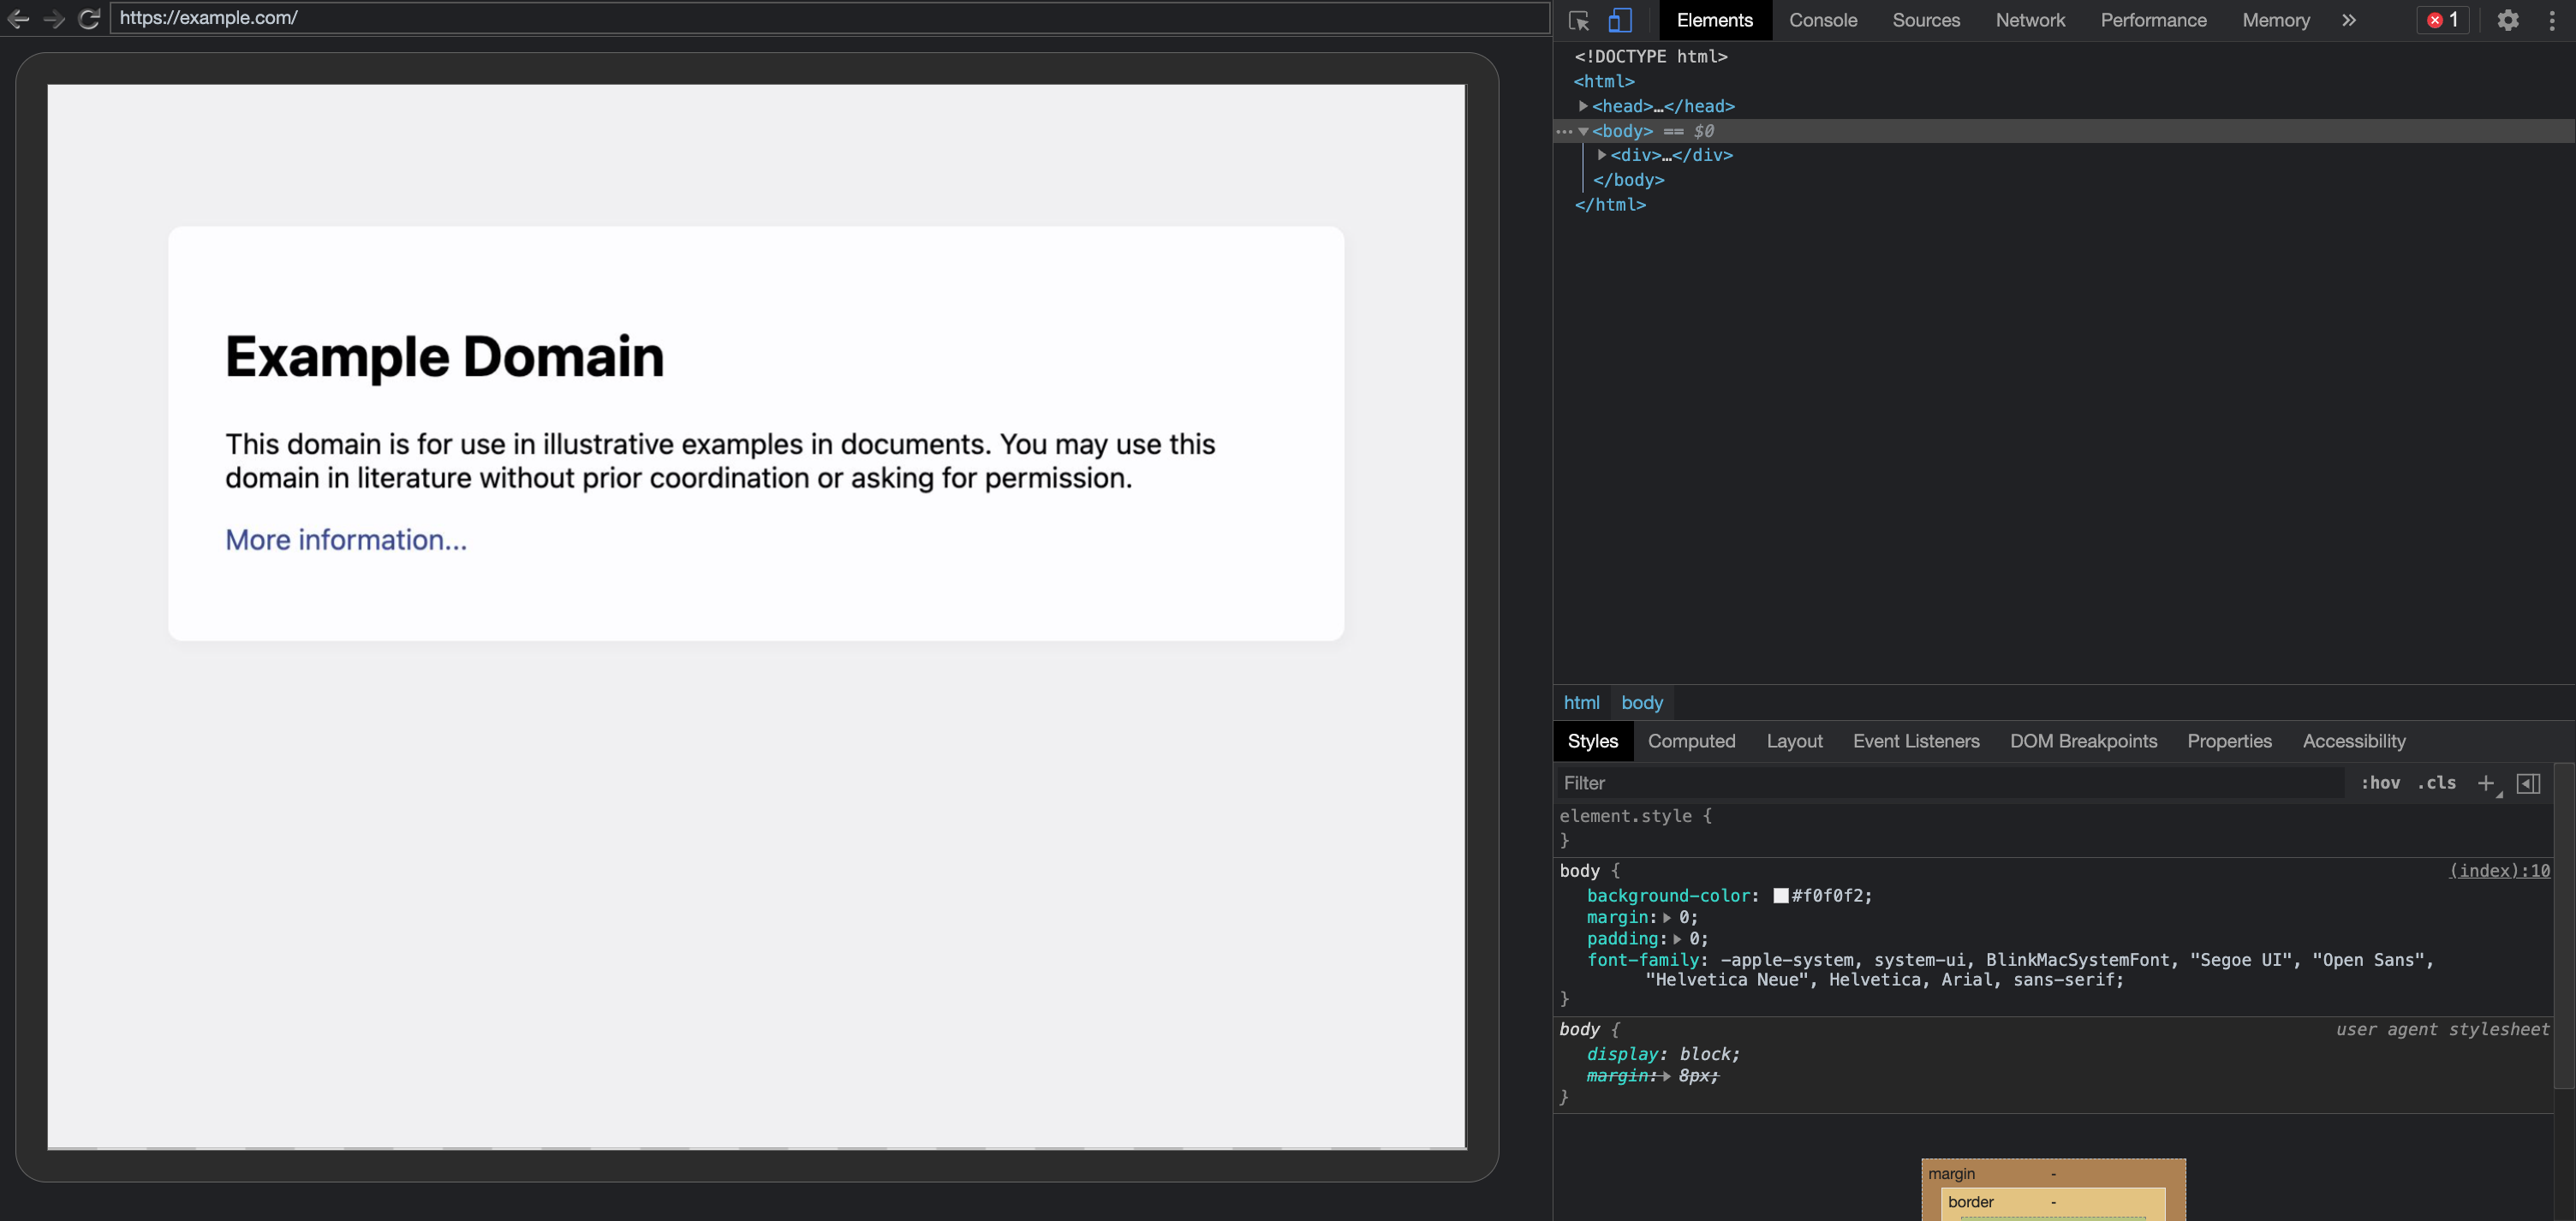 https://example.com/
Example Domain
This domain is for use in illustrative examples in documents. You may use this
domain in literature without prior coordination or asking for permission.
More information...
Elements Console Sources Network Performance Memory » 1
<!DOCTYPE html>
<html>
<head>…</head>
<body> == $0
<div>…</div>
</body>
</html>
html body
Styles Computed Layout Event Listeners DOM Breakpoints Properties Accessibility
Filter :hov .cls +
element.style {
}
body { (index):10
background-color: #f0f0f2;
margin: 0;
padding: 0;
font-family: -apple-system, system-ui, BlinkMacSystemFont, "Segoe UI", "Open Sans",
"Helvetica Neue", Helvetica, Arial, sans-serif;
}
body { user agent stylesheet
display: block;
margin: 8px;
}
margin -
border -